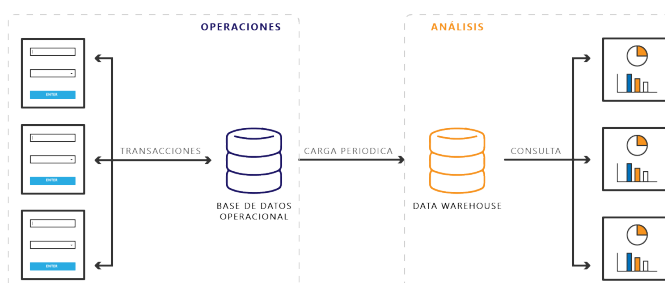 OPERACIONES
ANÁLISIS
ENTER
ENTER
ENTER
TRANSACCIONES
CARGA PERIODICA
CONSULTA
BASE DE DATOS
OPERACIONAL
DATA WAREHOUSE